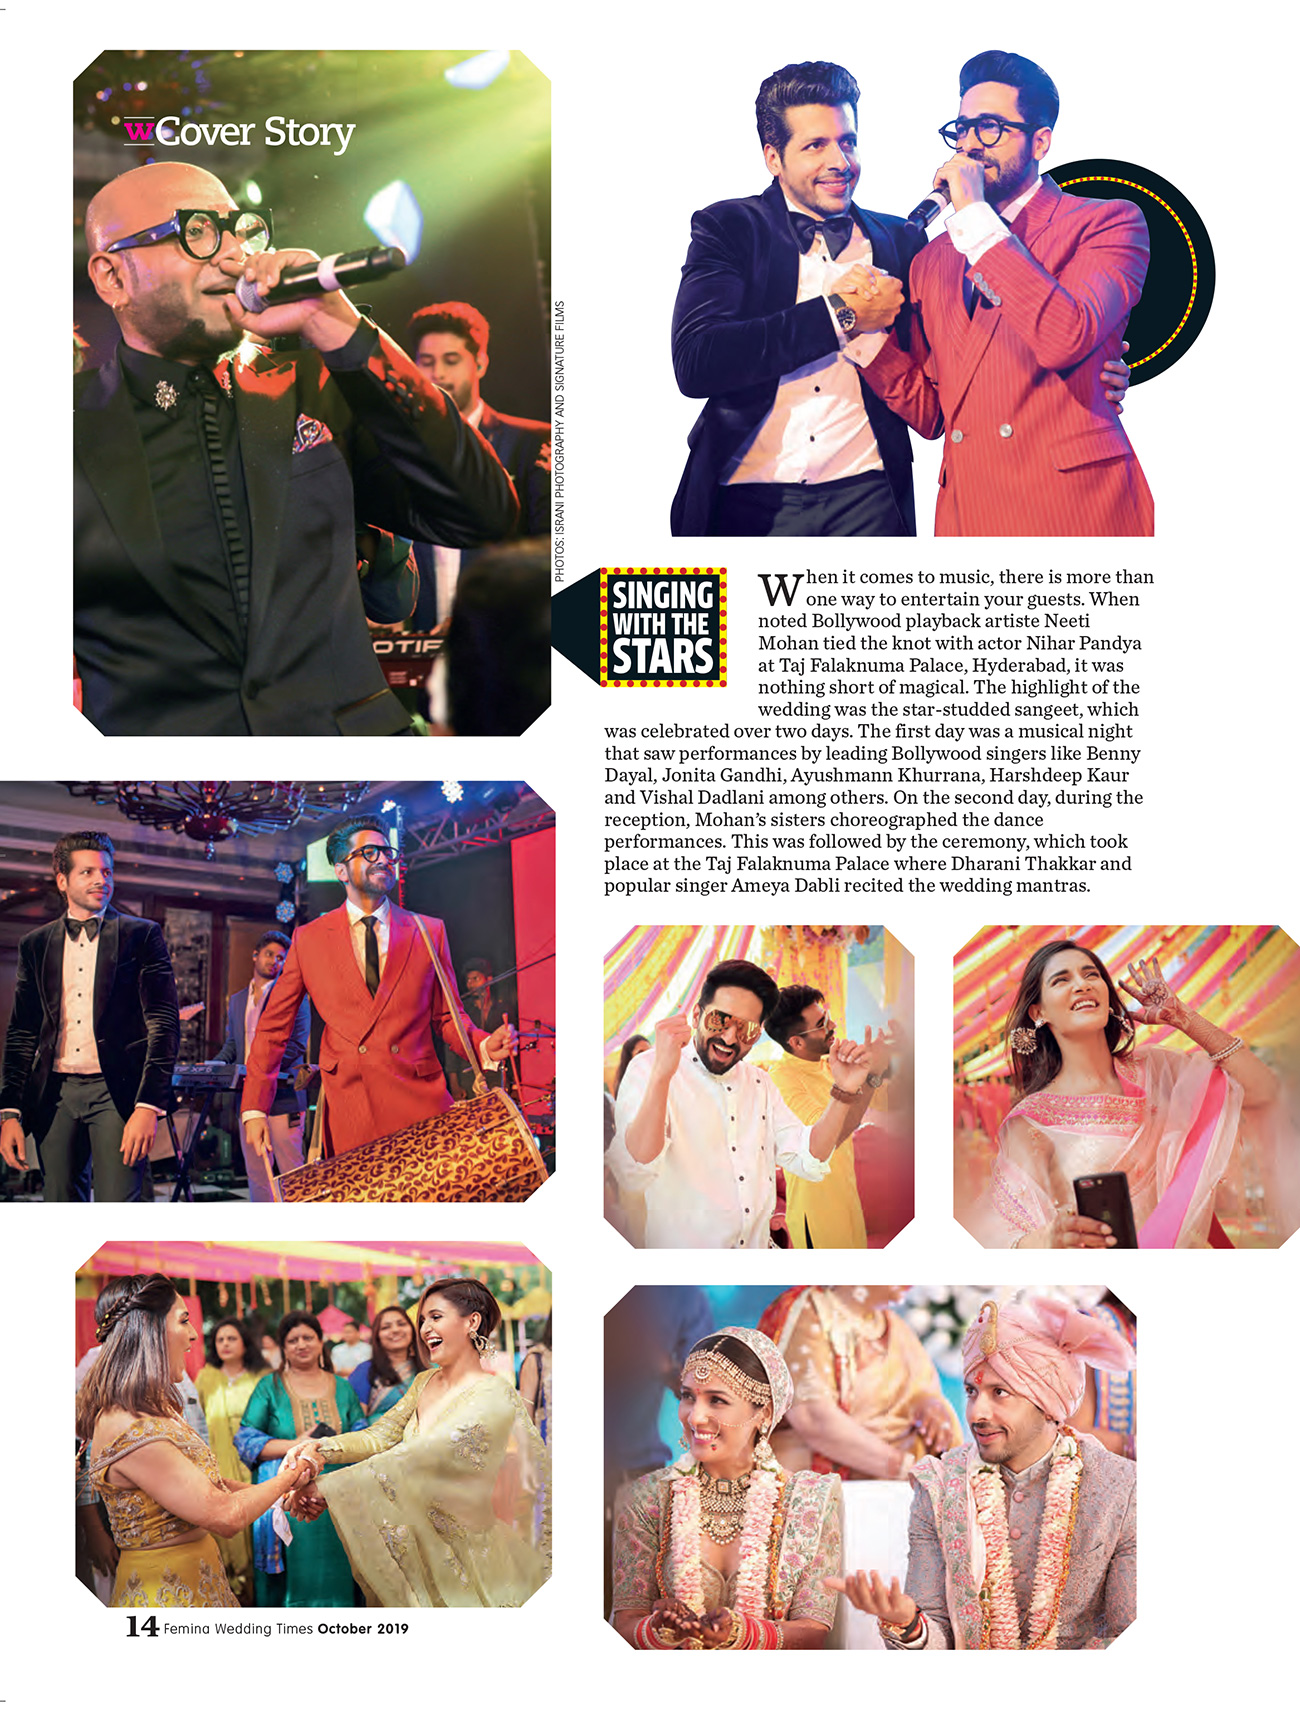 wCover Story
PHOTOS: ISRANI PHOTOGRAPHY AND SIGNATURE FILMS
SINGING
WITH THE
STARS
When it comes to music, there is more than
one way to entertain your guests. When
noted Bollywood playback artiste Neeti
Mohan tied the knot with actor Nihar Pandya
at Taj Falaknuma Palace, Hyderabad, it was
nothing short of magical. The highlight of the
wedding was the star-studded sangeet, which
was celebrated over two days. The first day was a musical night
that saw performances by leading Bollywood singers like Benny
Dayal, Jonita Gandhi, Ayushmann Khurrana, Harshdeep Kaur
and Vishal Dadlani among others. On the second day, during the
reception, Mohan's sisters choreographed the dance
performances. This was followed by the ceremony, which took
place at the Taj Falaknuma Palace where Dharani Thakkar and
popular singer Ameya Dabli recited the wedding mantras.
OTIF
XF6
14 Femina Wedding Times October 2019